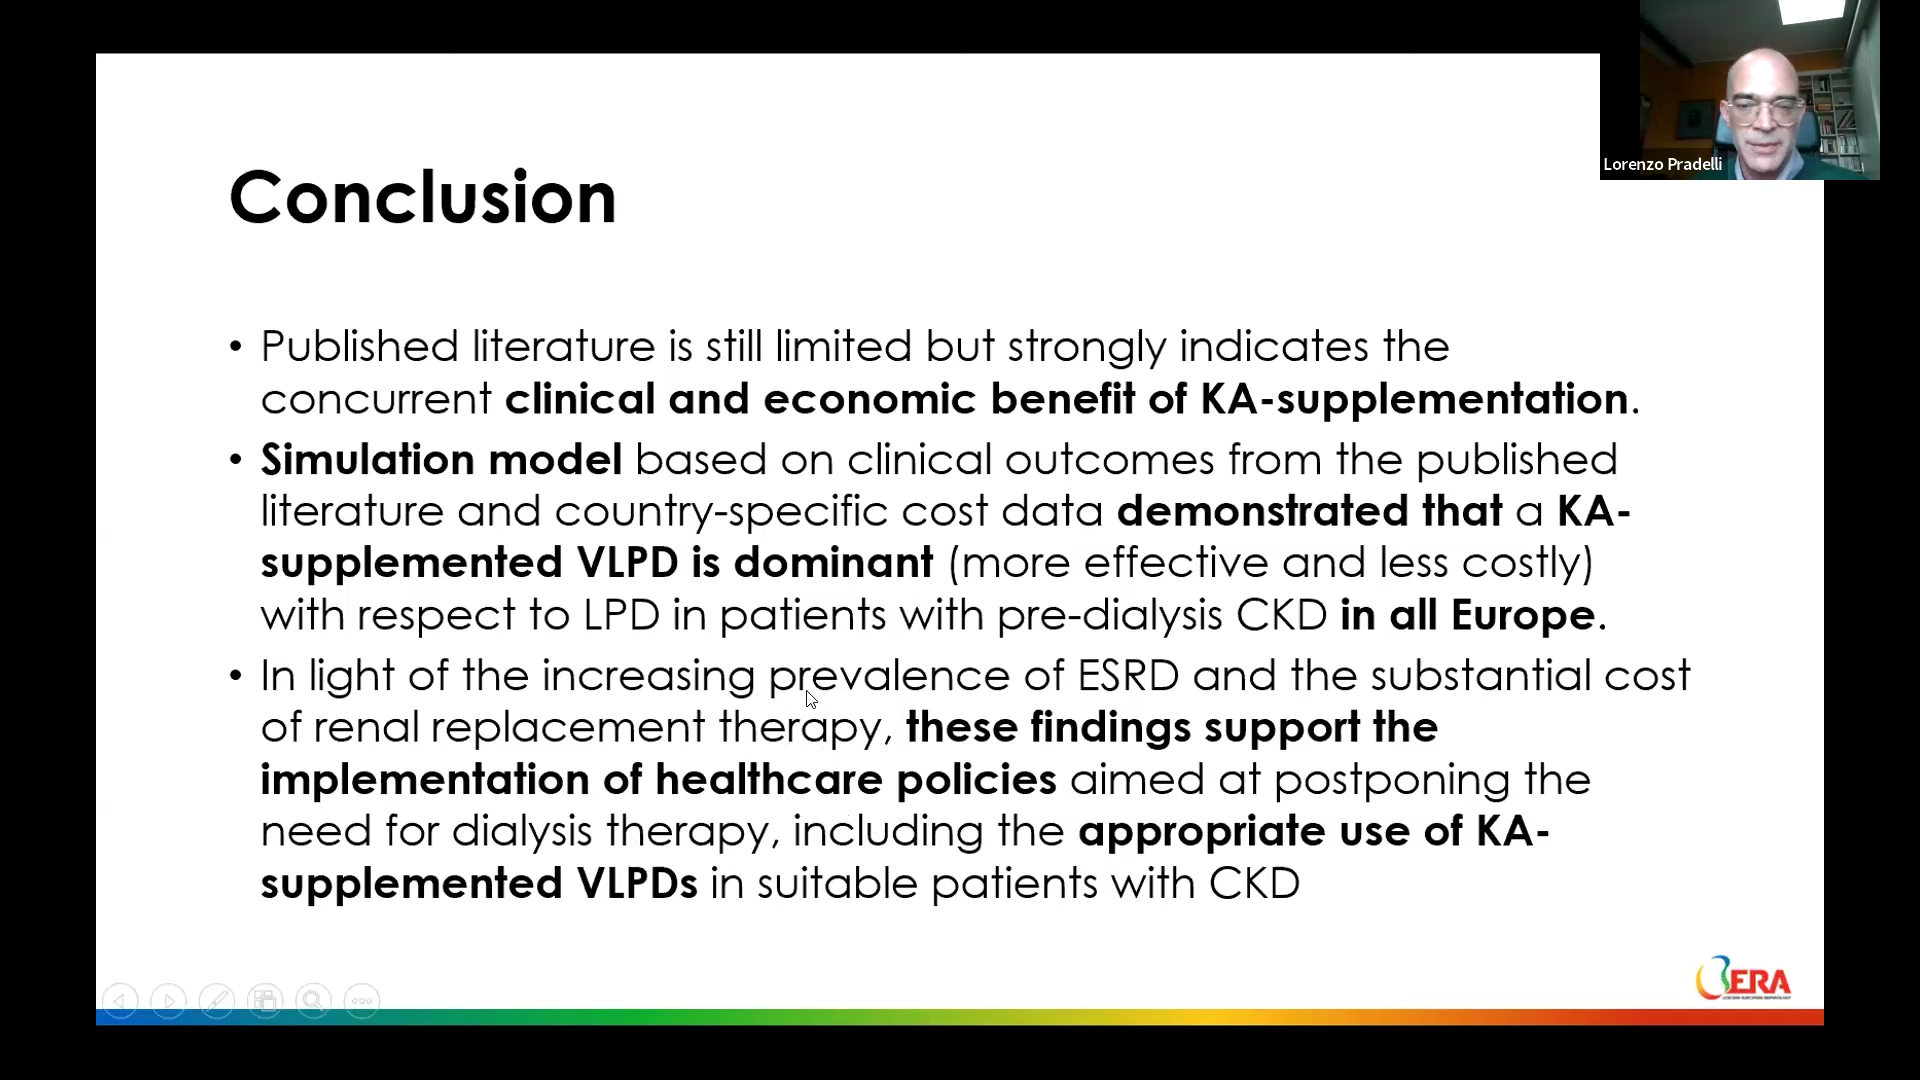 Lorenzo Pradelli
Conclusion
• Published literature is still limited but strongly indicates the
concurrent clinical and economic benefit of KA-supplementation.
• Simulation model based on clinical outcomes from the published
literature and country-specific cost data demonstrated that a KA-
supplemented VLPD is dominant (more effective and less costly)
with respect to LPD in patients with pre-dialysis CKD in all Europe.
• In light of the increasing prevalence of ESRD and the substantial cost
of renal replacement therapy, these findings support the
implementation of healthcare policies aimed at postponing the
need for dialysis therapy, including the appropriate use of KA-
supplemented VLPDs in suitable patients with CKD
ERA